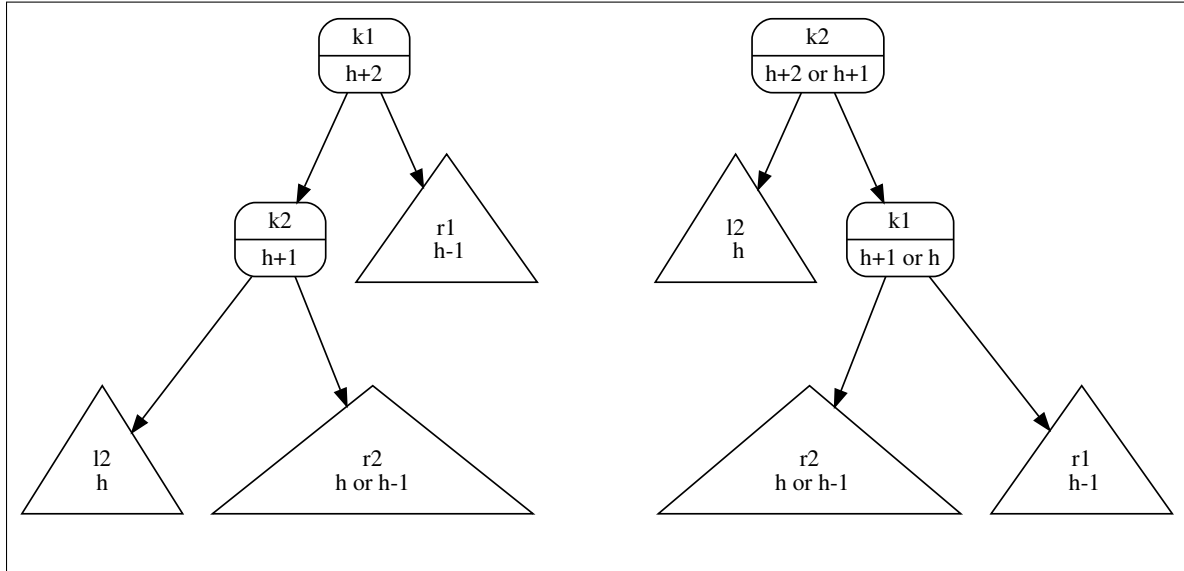 k1
h+2
k2
h+1
r1
h-1
l2
h
r2
h or h-1
k2
h+2 or h+1
l2
h
k1
h+1 or h
r2
h or h-1
r1
h-1